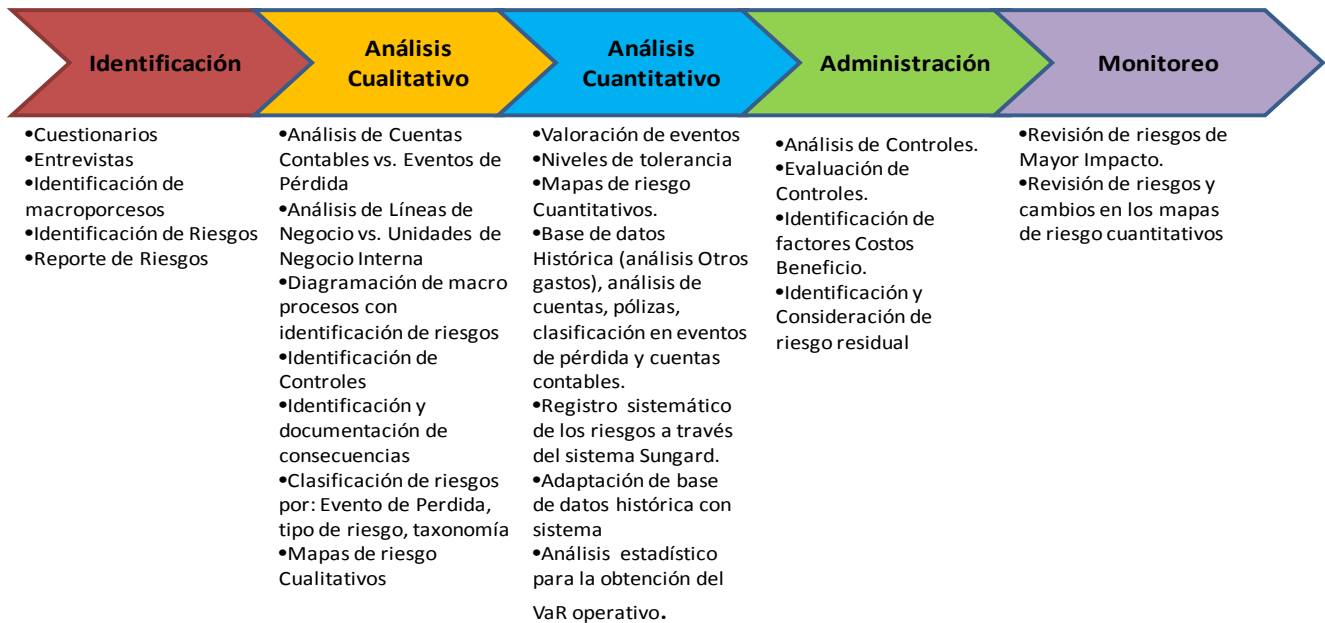 Identificación
Análisis
Cualitativo
Análisis
Cuantitativo
Administración
Monitoreo
•Cuestionarios
•Entrevistas
•Identificación de
macroporcesos
•Identificación de Riesgos
•Reporte de Riesgos
•Análisis de Cuentas
Contables vs. Eventos de
Pérdida
•Análisis de Líneas de
Negocio vs. Unidades de
Negocio Interna
•Diagramación de macro
procesos con
identificación de riesgos
•Identificación de
Controles
•Identificación y
documentación de
consecuencias
•Clasificación de riesgos
por: Evento de Perdida,
tipo de riesgo, taxonomía
•Mapas de riesgo
Cualitativos
•Valoración de eventos
•Niveles de tolerancia
•Mapas de riesgo
Cuantitativos.
•Base de datos
Histórica (análisis Otros
gastos), análisis de
cuentas, pólizas,
clasificación en eventos
de pérdida y cuentas
contables.
•Registro sistemático
de los riesgos a través
del sistema Sungard.
•Adaptación de base
de datos histórica con
sistema
•Análisis estadístico
para la obtención del
VaR operativo.
•Análisis de Controles.
•Evaluación de
Controles.
•Identificación de
factores Costos
Beneficio.
•Identificación y
Consideración de
riesgo residual
•Revisión de riesgos de
Mayor Impacto.
•Revisión de riesgos y
cambios en los mapas
de riesgo cuantitativos